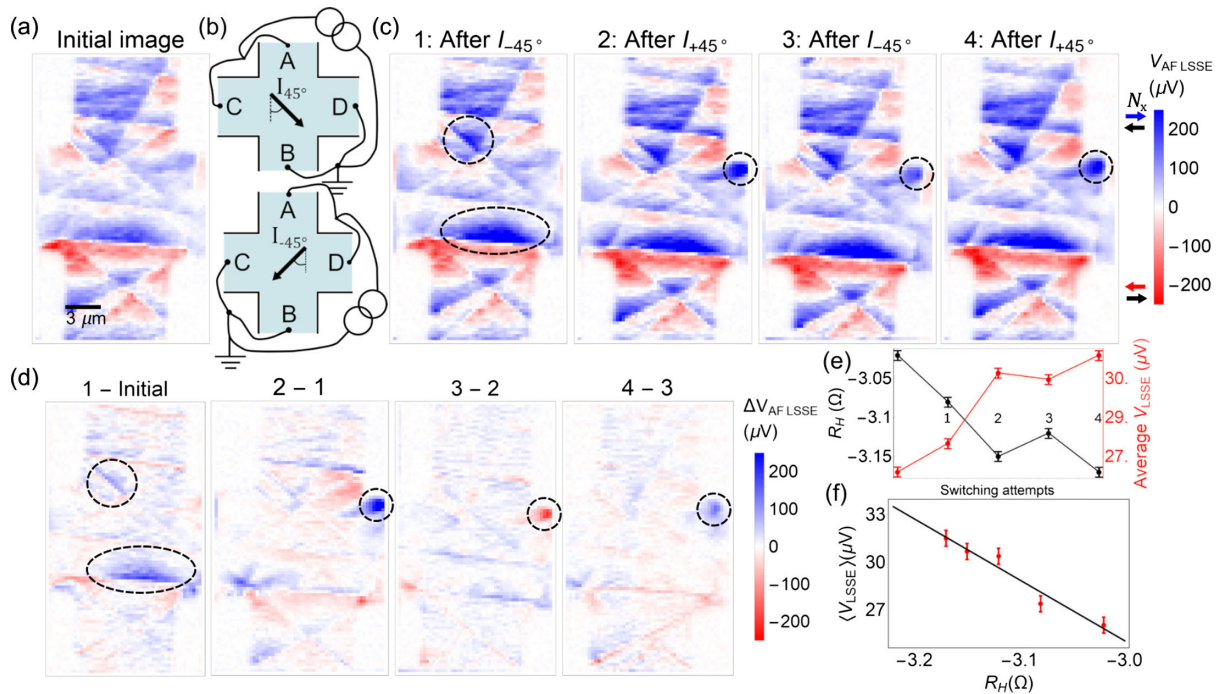 (a)
Initial image
3 μm
(b)
A
I45°
C
D
B
A
I-45°
C
D
B
(c)
1: After I−45°
2: After I+45°
3: After I−45°
4: After I+45°
VAF LSSE
(μV)
Nx
200
100
0
−100
−200
(d)
1 – Initial
2 – 1
3 – 2
4 – 3
ΔVAF LSSE
(μV)
200
100
0
−100
−200
(e)
RH (Ω)
−3.05
−3.1
−3.15
1
2
3
4
30.
29.
27.
Average VLSSE (μV)
Switching attempts
(f)
⟨VLSSE⟩(μV)
33
30
27
−3.2
−3.1
−3.0
RH(Ω)